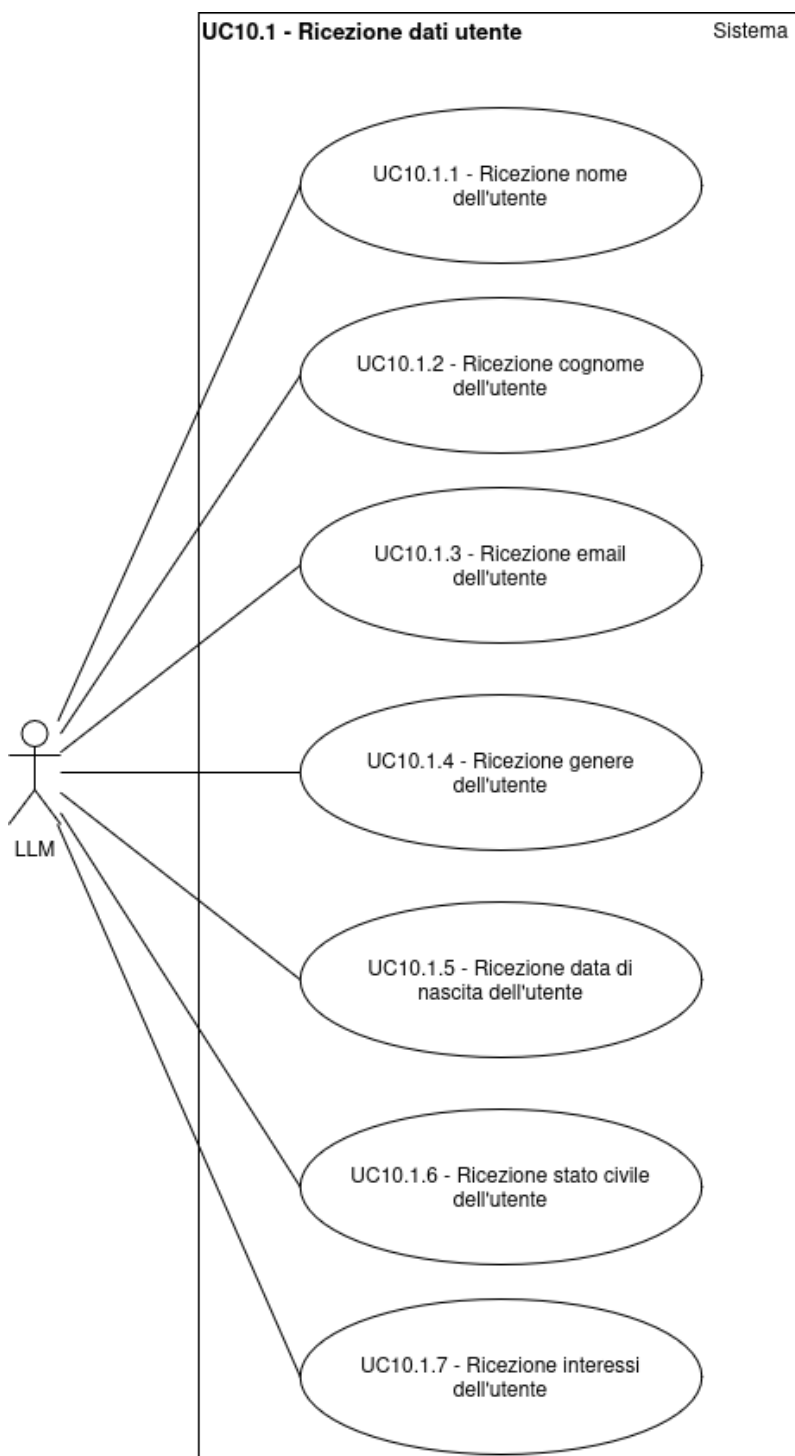 UC10.1 - Ricezione dati utente
Sistema
UC10.1.1 - Ricezione nome
dell'utente
UC10.1.2 - Ricezione cognome
dell'utente
UC10.1.3 - Ricezione email
dell'utente
UC10.1.4 - Ricezione genere
dell'utente
LLM
UC10.1.5 - Ricezione data di
nascita dell'utente
UC10.1.6 - Ricezione stato civile
dell'utente
UC10.1.7 - Ricezione interessi
dell'utente